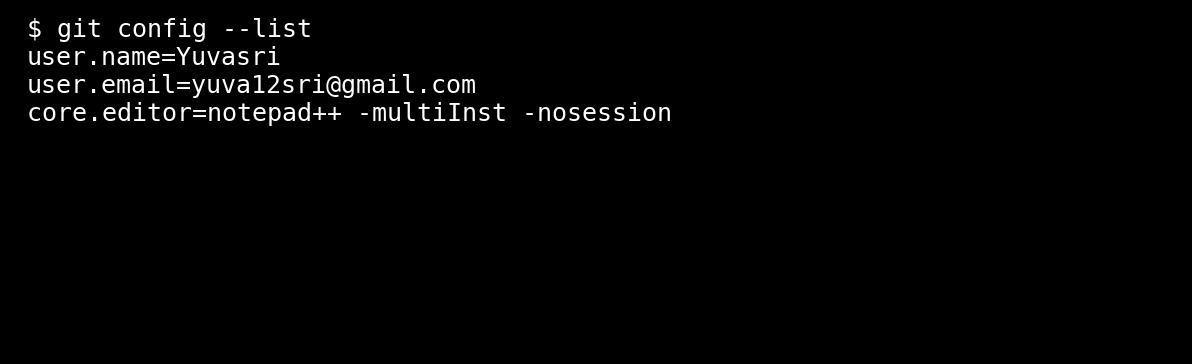 $ git config --list
user.name=Yuvasri
user.email=yuva12sri@gmail.com
core.editor=notepad++ -multiInst -nosession